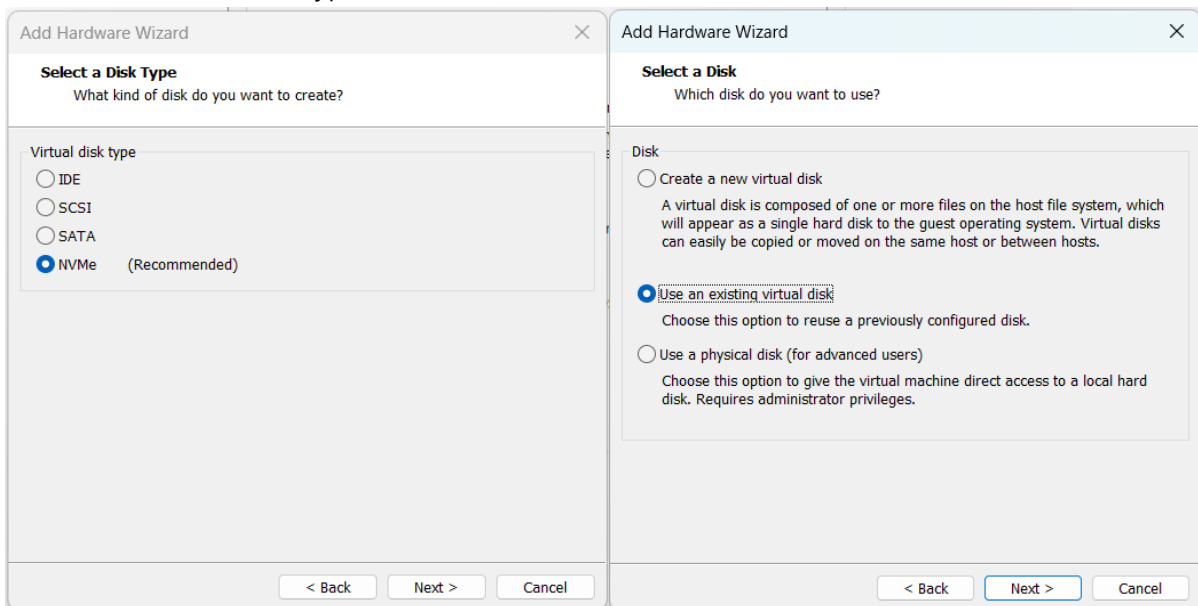 Add Hardware Wizard
Select a Disk Type
What kind of disk do you want to create?
Virtual disk type
IDE
SCSI
SATA
NVMe (Recommended)
< Back Next > Cancel
Add Hardware Wizard
Select a Disk
Which disk do you want to use?
Disk
Create a new virtual disk
A virtual disk is composed of one or more files on the host file system, which
will appear as a single hard disk to the guest operating system. Virtual disks
can easily be copied or moved on the same host or between hosts.
Use an existing virtual disk
Choose this option to reuse a previously configured disk.
Use a physical disk (for advanced users)
Choose this option to give the virtual machine direct access to a local hard
disk. Requires administrator privileges.
< Back Next > Cancel